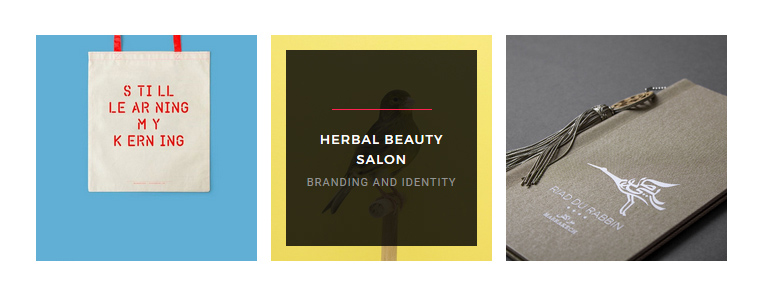 S TI LL
LE AR NING
M Y
K ERN ING
HERBAL BEAUTY
SALON
BRANDING AND IDENTITY
RIAD DU RABBIN
MARRAKECH